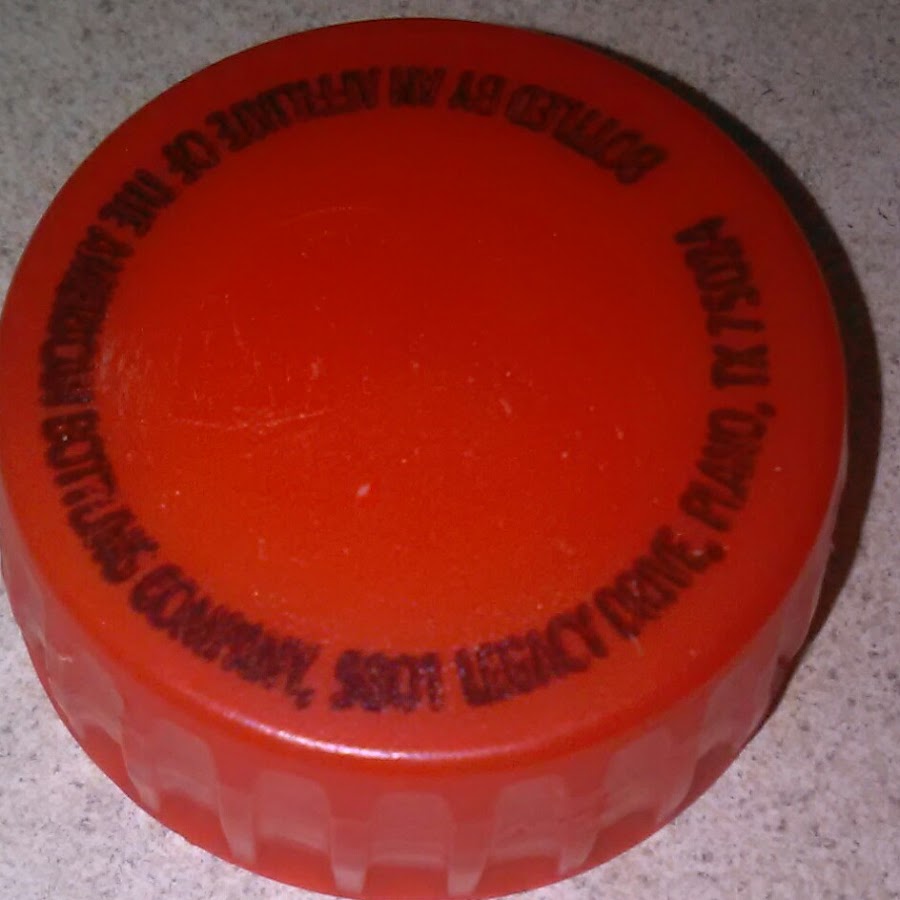 BOTTLED BY AN AFFILIATE OF THE AMERICAN BOTTLING COMPANY, 5301 LEGACY DRIVE, PLANO, TX 75024